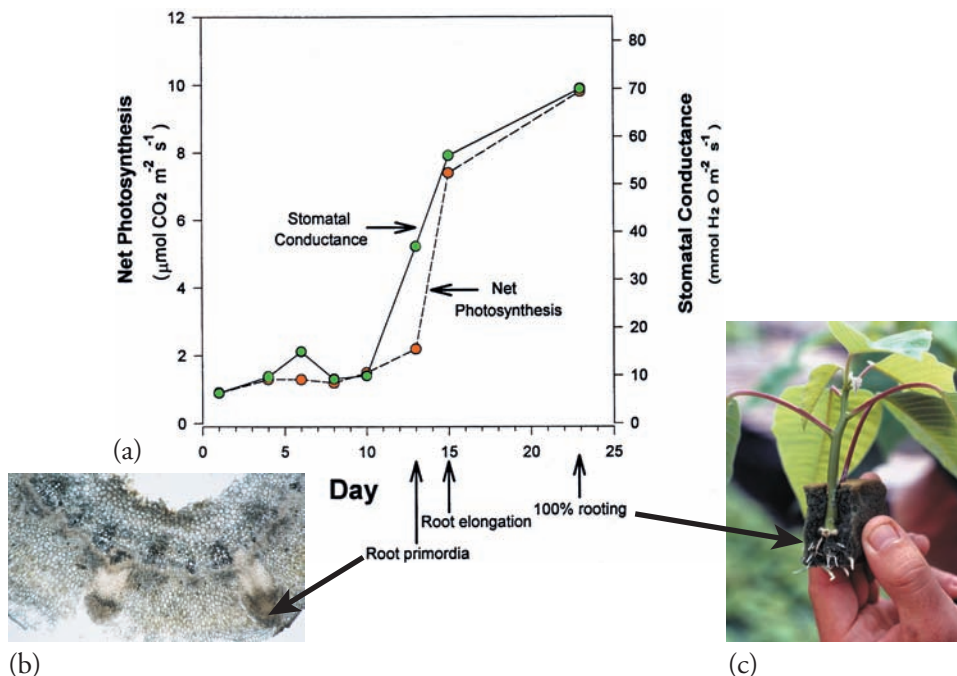 12
10
8
6
4
2
0
Net Photosynthesis
(μmol CO₂ m⁻² s⁻¹)
80
70
60
50
40
30
20
10
0
Stomatal Conductance
(mmol H₂ O m⁻² s⁻¹)
Stomatal
Conductance
Net
Photosynthesis
0 5 10 15 20 25
Day
(a)
Root elongation
100% rooting
Root primordia
(b)
(c)